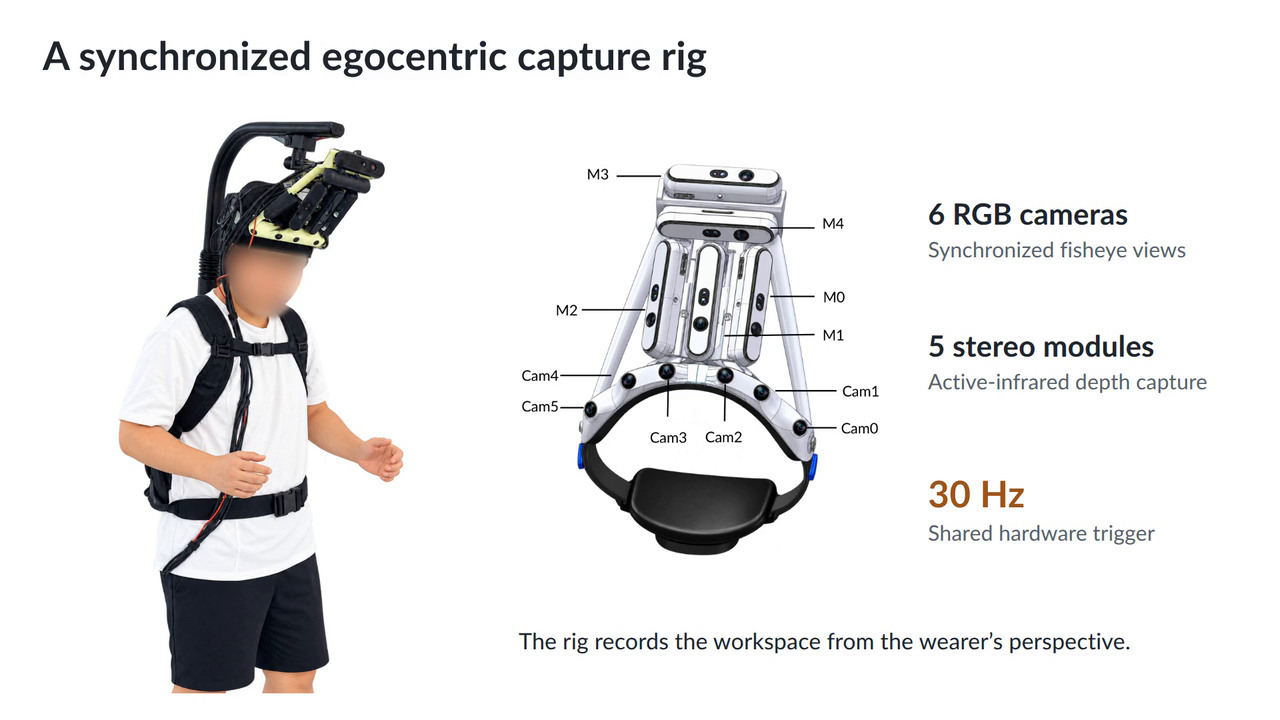 A synchronized egocentric capture rig
M3
M4
M2
M0
M1
Cam4
Cam5
Cam3
Cam2
Cam1
Cam0
6 RGB cameras
Synchronized fisheye views
5 stereo modules
Active-infrared depth capture
30 Hz
Shared hardware trigger
The rig records the workspace from the wearer’s perspective.